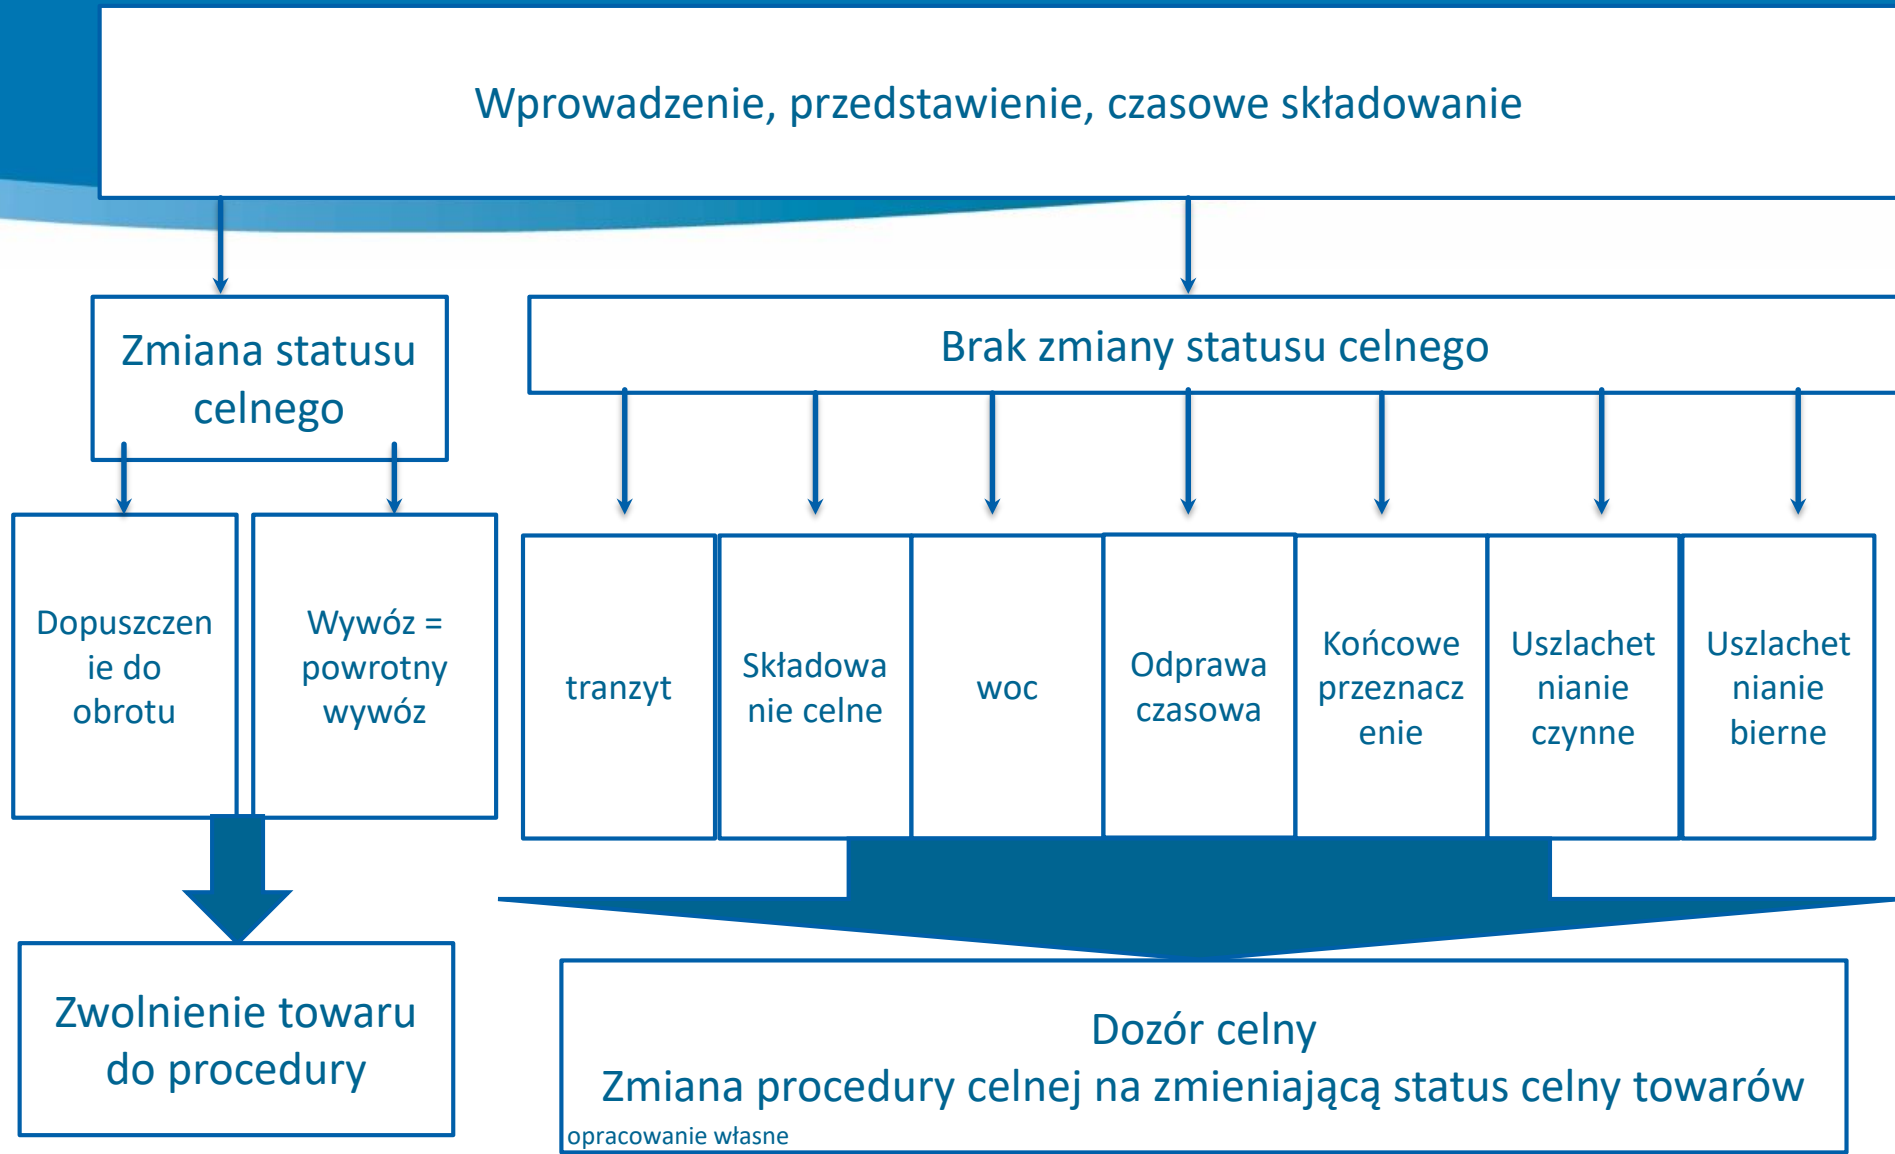 Wprowadzenie, przedstawienie, czasowe składowanie
Zmiana statusu
celnego
Brak zmiany statusu celnego
Dopuszczen
ie do
obrotu
Wywóz =
powrotny
wywóz
tranzyt
Składowa
nie celne
woc
Odprawa
czasowa
Końcowe
przeznacz
enie
Uszlachet
nianie
czynne
Uszlachet
nianie
bierne
Zwolnienie towaru
do procedury
Dozór celny
Zmiana procedury celnej na zmieniającą status celny towarów
opracowanie własne